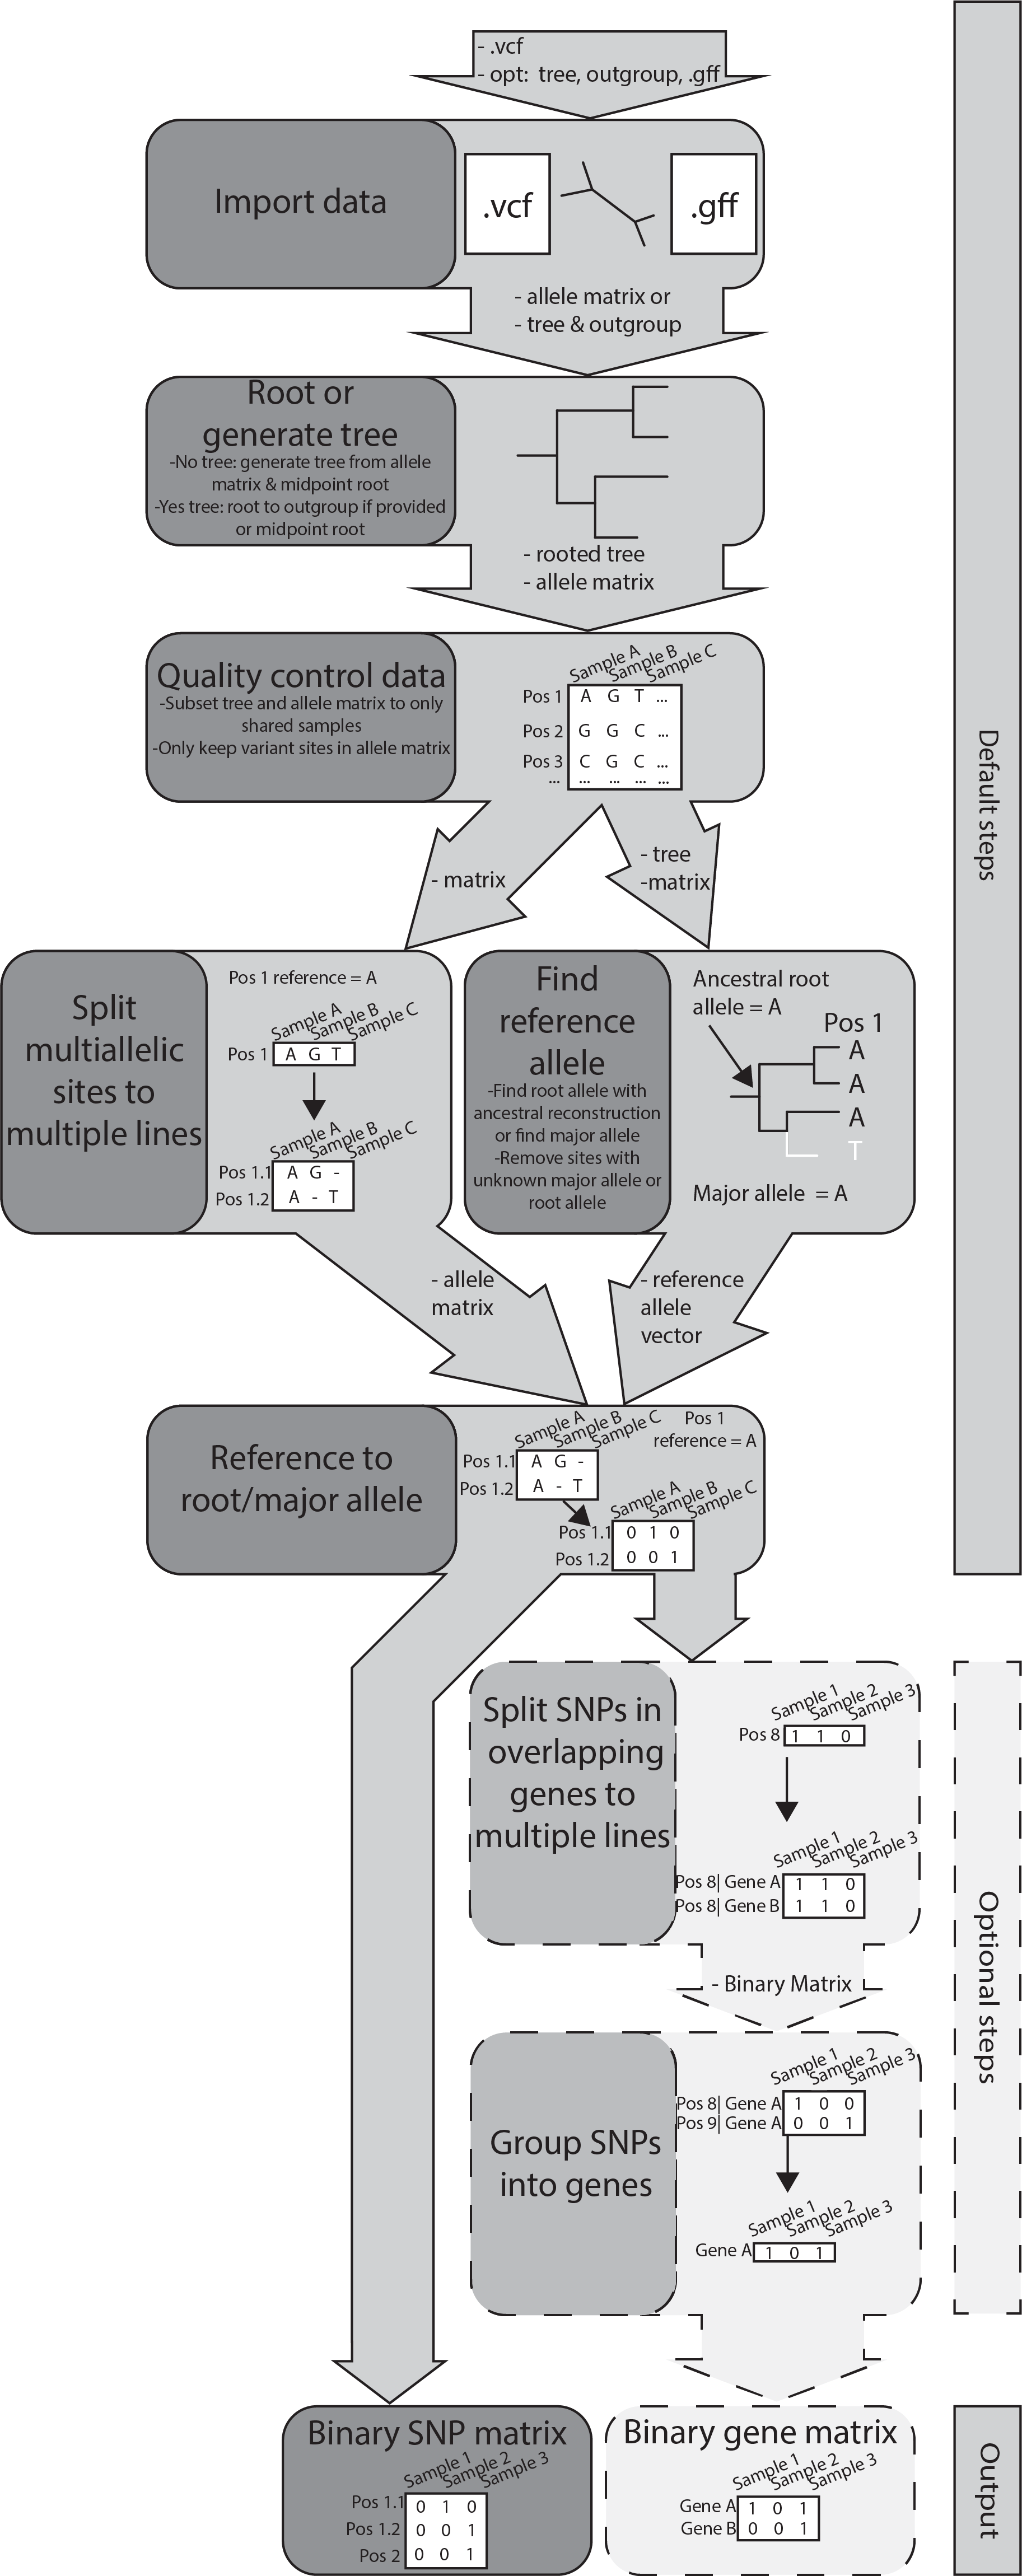 - .vcf
- opt: tree, outgroup, .gff
Import data
.vcf
.gff
- allele matrix or
- tree & outgroup
Root or
generate tree
-No tree: generate tree from allele
matrix & midpoint root
-Yes tree: root to outgroup if provided
or midpoint root
- rooted tree
- allele matrix
Quality control data
-Subset tree and allele matrix to only
shared samples
-Only keep variant sites in allele matrix
Sample A Sample B Sample C
Pos 1 A G T ...
Pos 2 G G C ...
Pos 3 C G C ...
... ... ... ... ...
- matrix
- tree
-matrix
Split
multiallelic
sites to
multiple lines
Pos 1 reference = A
Sample A Sample B Sample C
Pos 1 A G T
Sample A Sample B Sample C
Pos 1.1 A G -
Pos 1.2 A - T
Find
reference
allele
-Find root allele with
ancestral reconstruction
or find major allele
-Remove sites with
unknown major allele or
root allele
Ancestral root
allele = A
Pos 1
A
A
A
T
Major allele = A
- allele
matrix
- reference
allele
vector
Reference to
root/major allele
Sample A Sample B Sample C
Pos 1.1 A G -
Pos 1.2 A - T
Pos 1
reference = A
Sample A Sample B Sample C
Pos 1.1 0 1 0
Pos 1.2 0 0 1
Default steps
Split SNPs in
overlapping
genes to
multiple lines
Sample 1 Sample 2 Sample 3
Pos 8 1 1 0
Sample 1 Sample 2 Sample 3
Pos 8| Gene A 1 1 0
Pos 8| Gene B 1 1 0
- Binary Matrix
Group SNPs
into genes
Sample 1 Sample 2 Sample 3
Pos 8| Gene A 1 0 0
Pos 9| Gene A 0 0 1
Sample 1 Sample 2 Sample 3
Gene A 1 0 1
Optional steps
Binary SNP matrix
Sample 1 Sample 2 Sample 3
Pos 1.1 0 1 0
Pos 1.2 0 0 1
Pos 2 0 0 1
Binary gene matrix
Sample 1 Sample 2 Sample 3
Gene A 1 0 1
Gene B 0 0 1
Output